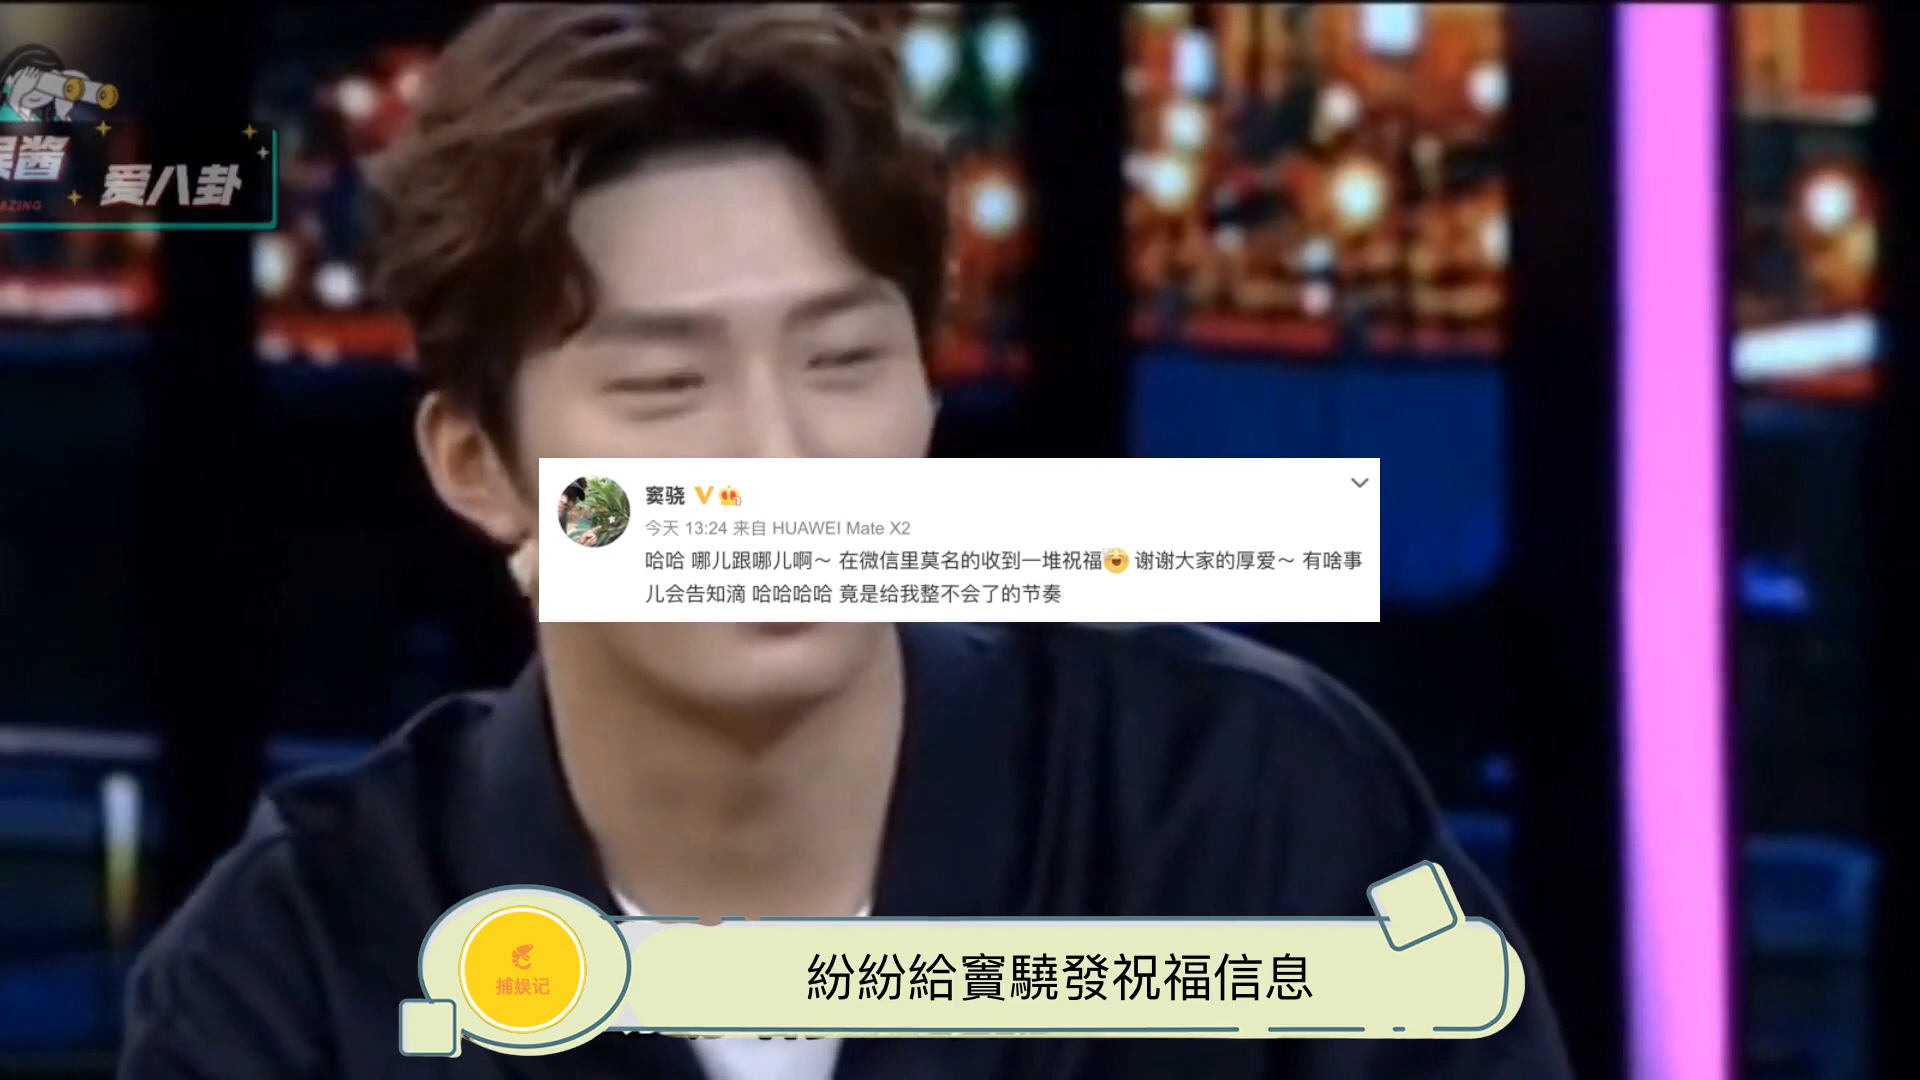 爱八卦
窦骁
今天 13:24 来自 HUAWEI Mate X2
哈哈 哪儿跟哪儿啊～ 在微信里莫名的收到一堆祝福 谢谢大家的厚爱～ 有啥事
儿会告知滴 哈哈哈哈 竟是给我整不会了的节奏
捕娱记
紛紛給竇驍發祝福信息